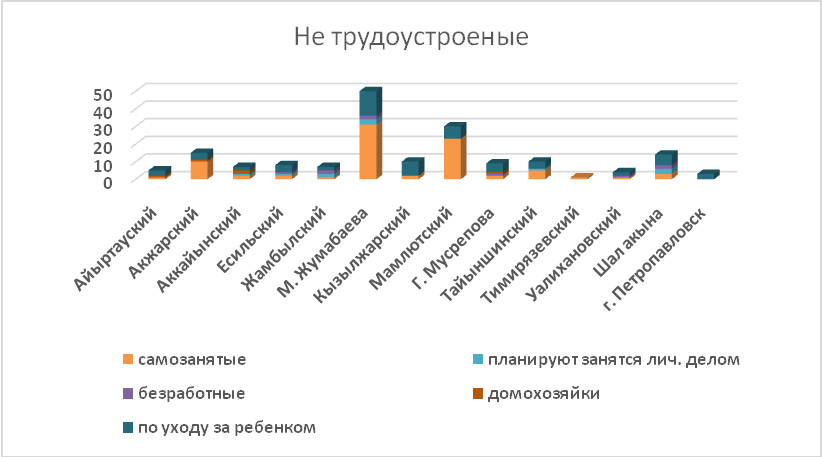 Не трудоустроеные
50
40
30
20
10
0
Айыртауский
Акжарский
Аккайынский
Есильский
Жамбылский
М. Жумабаева
Кызылжарский
Мамлютский
Г. Мусрепова
Тайыншинский
Тимирязевский
Уалихановский
Шал акына
г. Петропавловск
самозанятые
планируют занятся лич. делом
безработные
домохозяйки
по уходу за ребенком